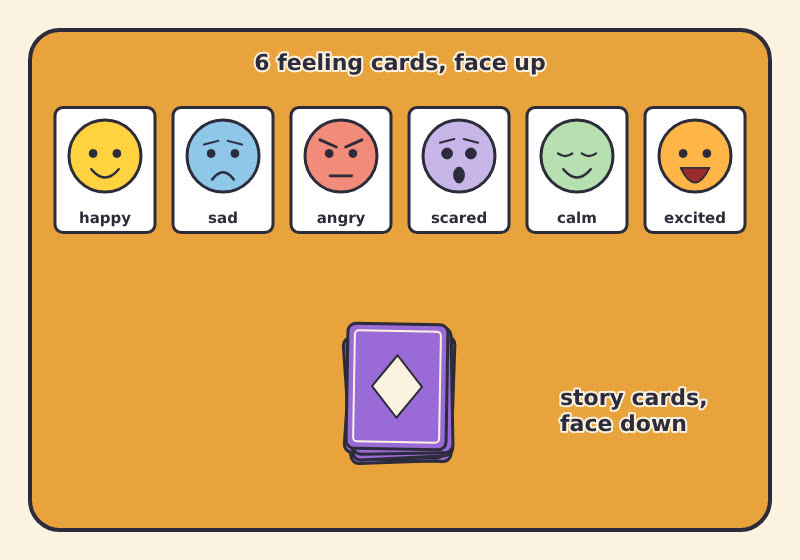 6 feeling cards, face up
happy
sad
angry
scared
calm
excited
story cards,
face down